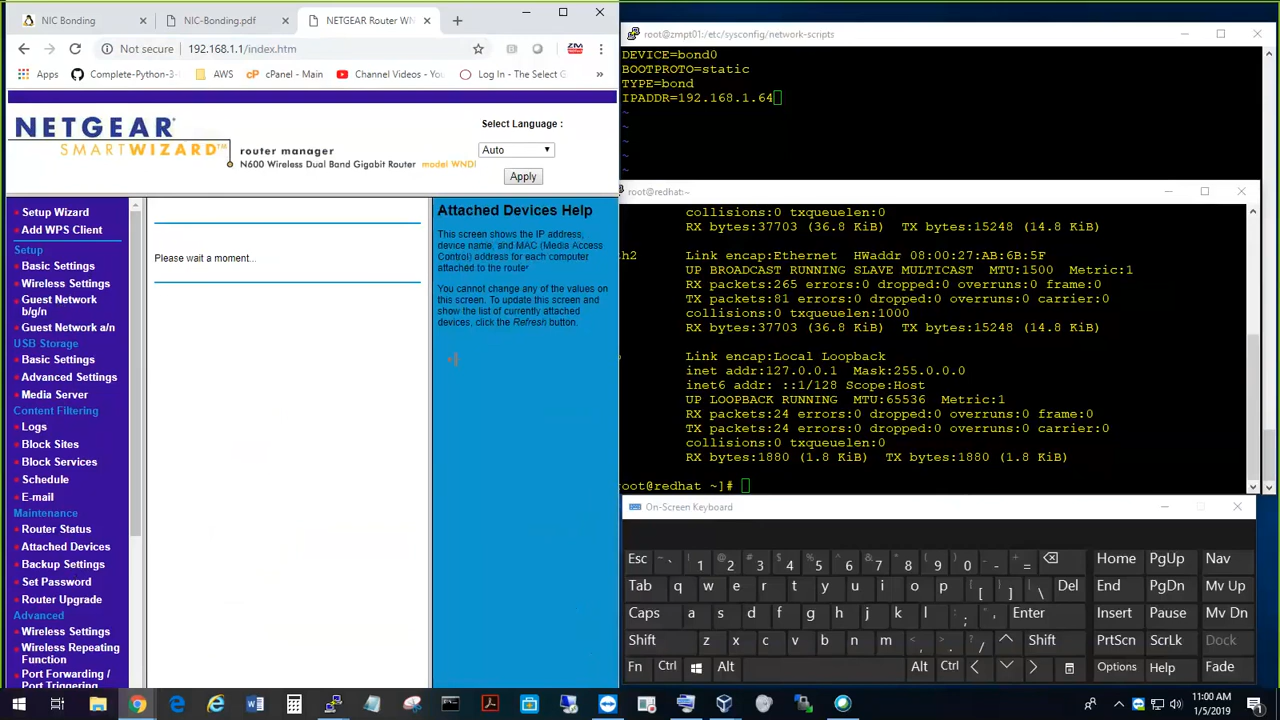 NIC Bonding
NIC-Bonding.pdf
NETGEAR Router WN
Not secure
192.168.1.1/index.htm
Apps
Complete-Python-3-
AWS
cPanel - Main
Channel Videos - You
Log In - The Select G
»
NETGEAR
SMARTWIZARD™
router manager
N600 Wireless Dual Band Gigabit Router model WNDI
Select Language :
Auto
Apply
Setup Wizard
Add WPS Client
Setup
Basic Settings
Wireless Settings
Guest Network
b/g/n
Guest Network a/n
USB Storage
Basic Settings
Advanced Settings
Media Server
Content Filtering
Logs
Block Sites
Block Services
Schedule
E-mail
Maintenance
Router Status
Attached Devices
Backup Settings
Set Password
Router Upgrade
Advanced
Wireless Settings
Wireless Repeating
Function
Port Forwarding /
Port Triggering
Please wait a moment...
Attached Devices Help
This screen shows the IP address,
device name, and MAC (Media Access
Control) address for each computer
attached to the router
You cannot change any of the values on
this screen. To update this screen and
show the list of currently attached
devices, click the Refresh button.
root@zmpt01:/etc/sysconfig/network-scripts
DEVICE=bond0
BOOTPROTO=static
TYPE=bond
IPADDR=192.168.1.64
~
~
~
~
root@redhat:~
collisions:0 txqueuelen:0
RX bytes:37703 (36.8 KiB) TX bytes:15248 (14.8 KiB)
th2 Link encap:Ethernet HWaddr 08:00:27:AB:6B:5F
UP BROADCAST RUNNING SLAVE MULTICAST MTU:1500 Metric:1
RX packets:265 errors:0 dropped:0 overruns:0 frame:0
TX packets:81 errors:0 dropped:0 overruns:0 carrier:0
collisions:0 txqueuelen:1000
RX bytes:37703 (36.8 KiB) TX bytes:15248 (14.8 KiB)
Link encap:Local Loopback
inet addr:127.0.0.1 Mask:255.0.0.0
inet6 addr: ::1/128 Scope:Host
UP LOOPBACK RUNNING MTU:65536 Metric:1
RX packets:24 errors:0 dropped:0 overruns:0 frame:0
TX packets:24 errors:0 dropped:0 overruns:0 carrier:0
collisions:0 txqueuelen:0
RX bytes:1880 (1.8 KiB) TX bytes:1880 (1.8 KiB)
root@redhat ~]#
On-Screen Keyboard
Esc ~ ` ! 1 @ 2 # 3 $ 4 % 5 ^ 6 & 7 * 8 ( 9 ) 0 _ - + = Home PgUp Nav
Tab q w e r t y u i o p { [ } ] | \ Del End PgDn Mv Up
Caps a s d f g h j k l : ; " ' Enter Insert Pause Mv Dn
Shift z x c v b n m < , > . ? / Shift PrtScn ScrLk Dock
Fn Ctrl Alt Alt Ctrl Options Help Fade
11:00 AM
1/5/2019